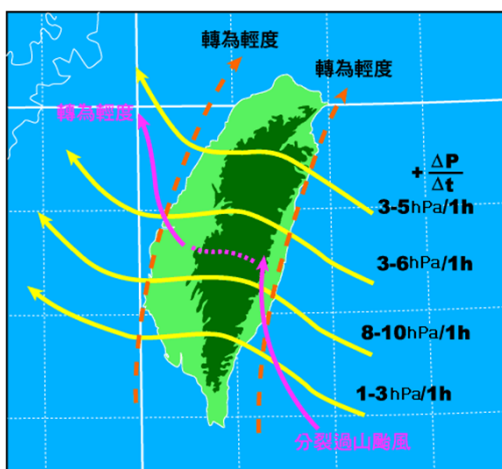 轉為輕度
轉為輕度
轉為輕度
+ ΔP/Δt
3-5hPa/1h
3-6hPa/1h
8-10hPa/1h
1-3hPa/1h
分裂過山颱風